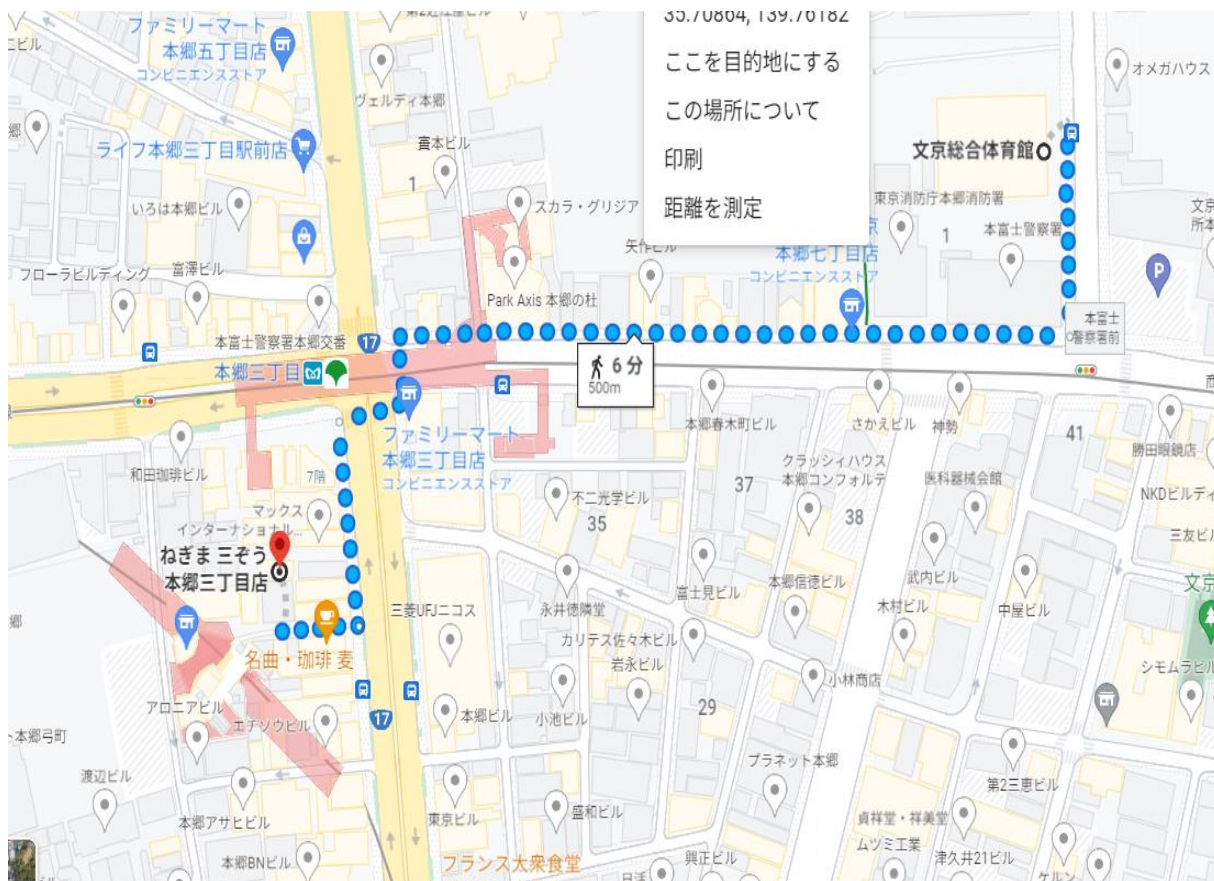 35.70864, 139.76182
ここを目的地にする
この場所について
印刷
距離を測定
ファミリーマート
本郷五丁目店
コンビニエンスストア
ヴェルディ本郷
オメガハウス
ライフ本郷三丁目駅前店
富本ビル
1
文京総合体育館
東京消防庁本郷消防署
本富士警察署
1
いろは本郷ビル
スカラ・グリジア
矢作ビル
本郷七丁目店
コンビニエンスストア
P
フローラビルディング
富澤ビル
Park Axis 本郷の杜
本富士警察署本郷交番
17
本富士
警察署前
本郷三丁目
6 分
500m
ファミリーマート
本郷三丁目店
コンビニエンスストア
本郷春木町ビル
さかえビル
神勢
41
勝田眼鏡店
和田珈琲ビル
7階
クラッシィハウス
本郷コンフォルテ
医科器械会館
37
38
マックス
インターナショナル...
不二光学ビル
35
ねぎま 三ぞう
本郷三丁目店
三菱UFJニコス
永井徳隣堂
富士見ビル
本郷信徳ビル
武内ビル
木村ビル
中屋ビル
カリテス佐々木ビル
岩永ビル
名曲・珈琲 麦
小林商店
シモムラビル
アロニアビル
エチソウビル
17
本郷ビル
小池ビル
29
本郷弓町
渡辺ビル
プラネット本郷
第2三恵ビル
本郷アサヒビル
東京ビル
盛和ビル
貞祥堂・祥美堂
ムツミ工業
本郷BNビル
フランス大衆食堂
興正ビル
津久井21ビル